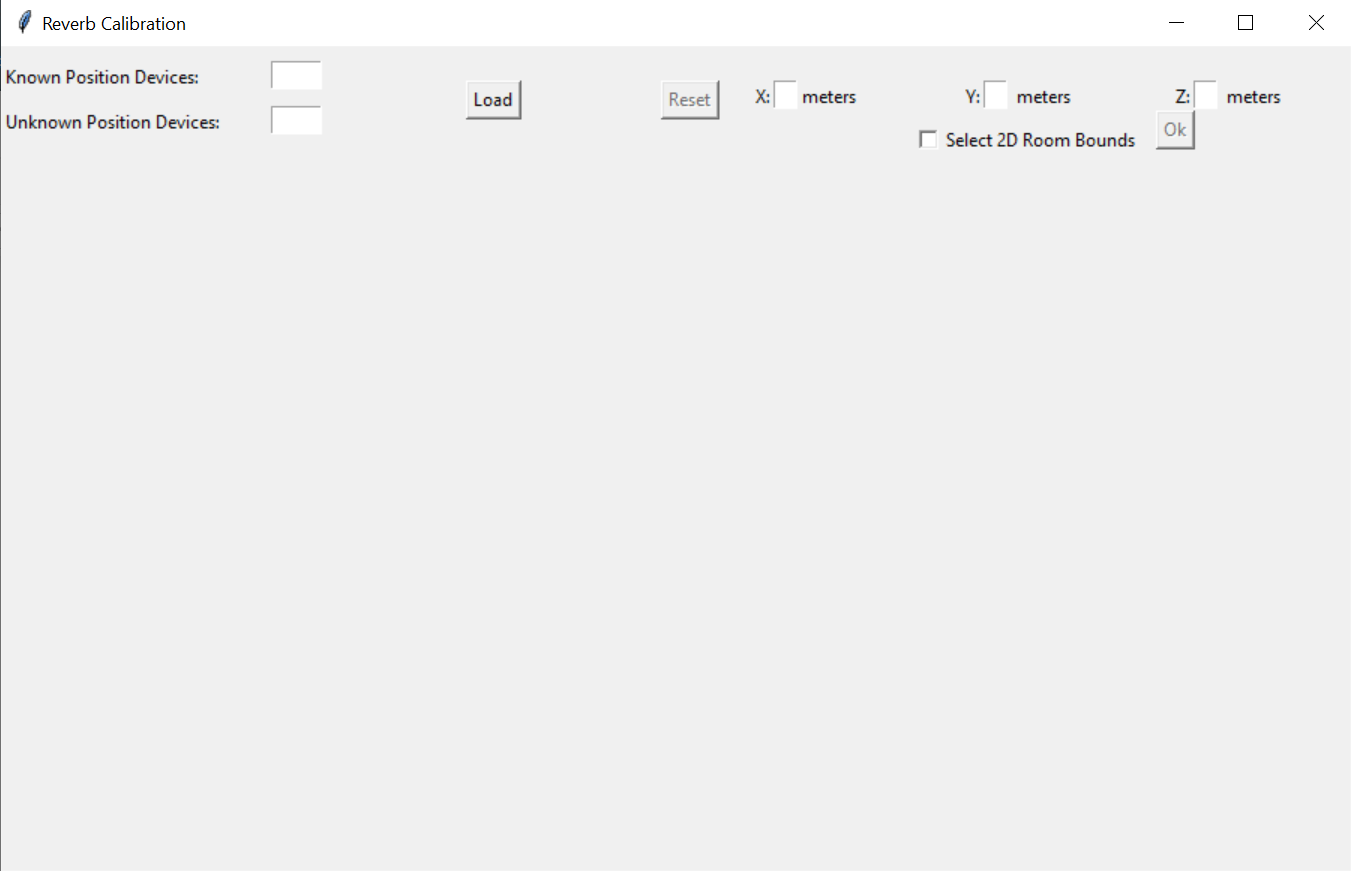 Reverb Calibration
Known Position Devices:
Unknown Position Devices:
Load
Reset
X: meters
Y: meters
Z: meters
Select 2D Room Bounds
Ok